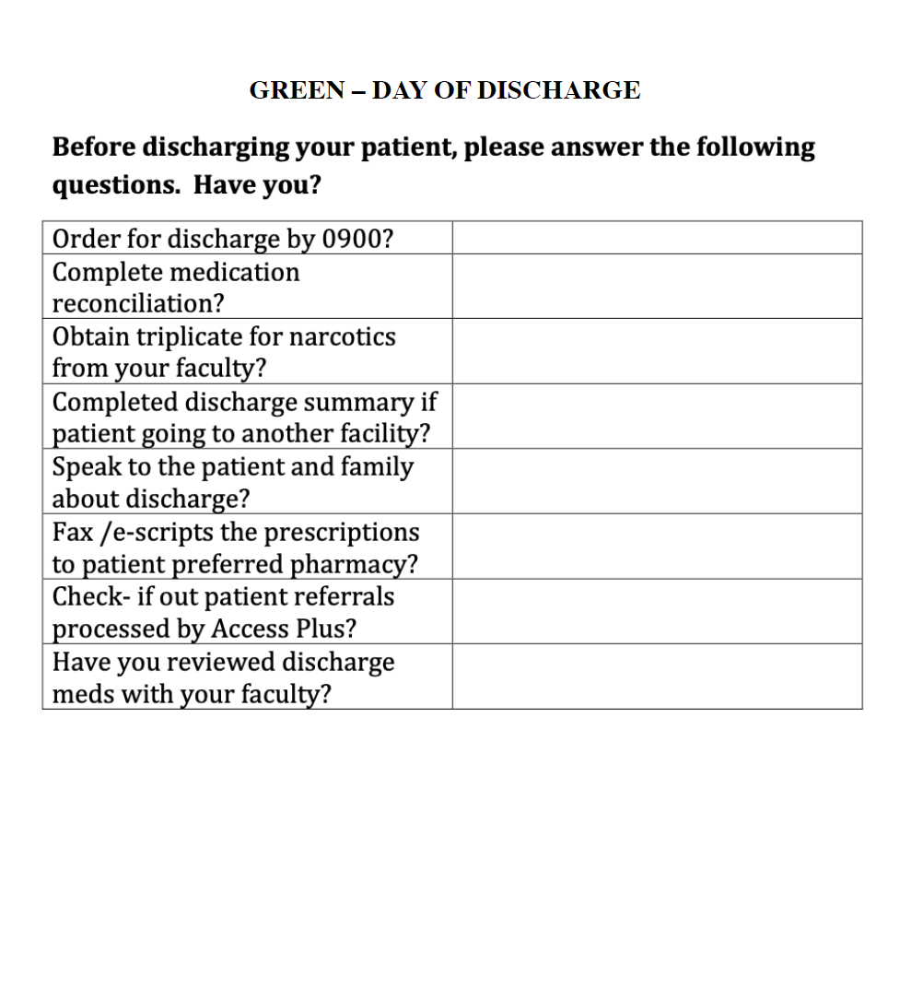 GREEN – DAY OF DISCHARGE
Before discharging your patient, please answer the following
questions.  Have you?
Order for discharge by 0900?
Complete medication
reconciliation?
Obtain triplicate for narcotics
from your faculty?
Completed discharge summary if
patient going to another facility?
Speak to the patient and family
about discharge?
Fax /e-scripts the prescriptions
to patient preferred pharmacy?
Check- if out patient referrals
processed by Access Plus?
Have you reviewed discharge
meds with your faculty?